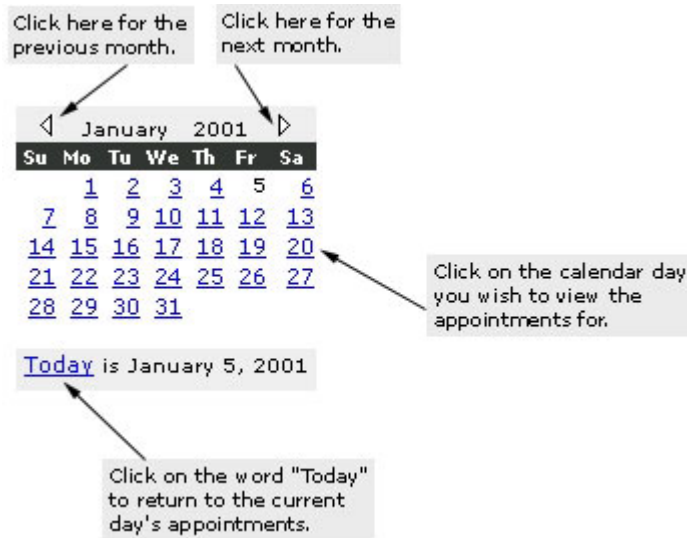 Click here for the
previous month.
Click here for the
next month.
January 2001
Su Mo Tu We Th Fr Sa
1 2 3 4 5 6
7 8 9 10 11 12 13
14 15 16 17 18 19 20
21 22 23 24 25 26 27
28 29 30 31
Click on the calendar day
you wish to view the
appointments for.
Today is January 5, 2001
Click on the word "Today"
to return to the current
day's appointments.